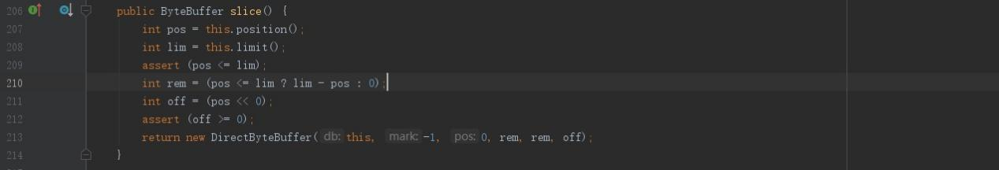 206 public ByteBuffer slice() {
207 int pos = this.position();
208 int lim = this.limit();
209 assert (pos <= lim);
210 int rem = (pos <= lim ? lim - pos : 0);
211 int off = (pos << 0);
212 assert (off >= 0);
213 return new DirectByteBuffer( db: this, mark: -1, pos: 0, rem, rem, off);
214 }